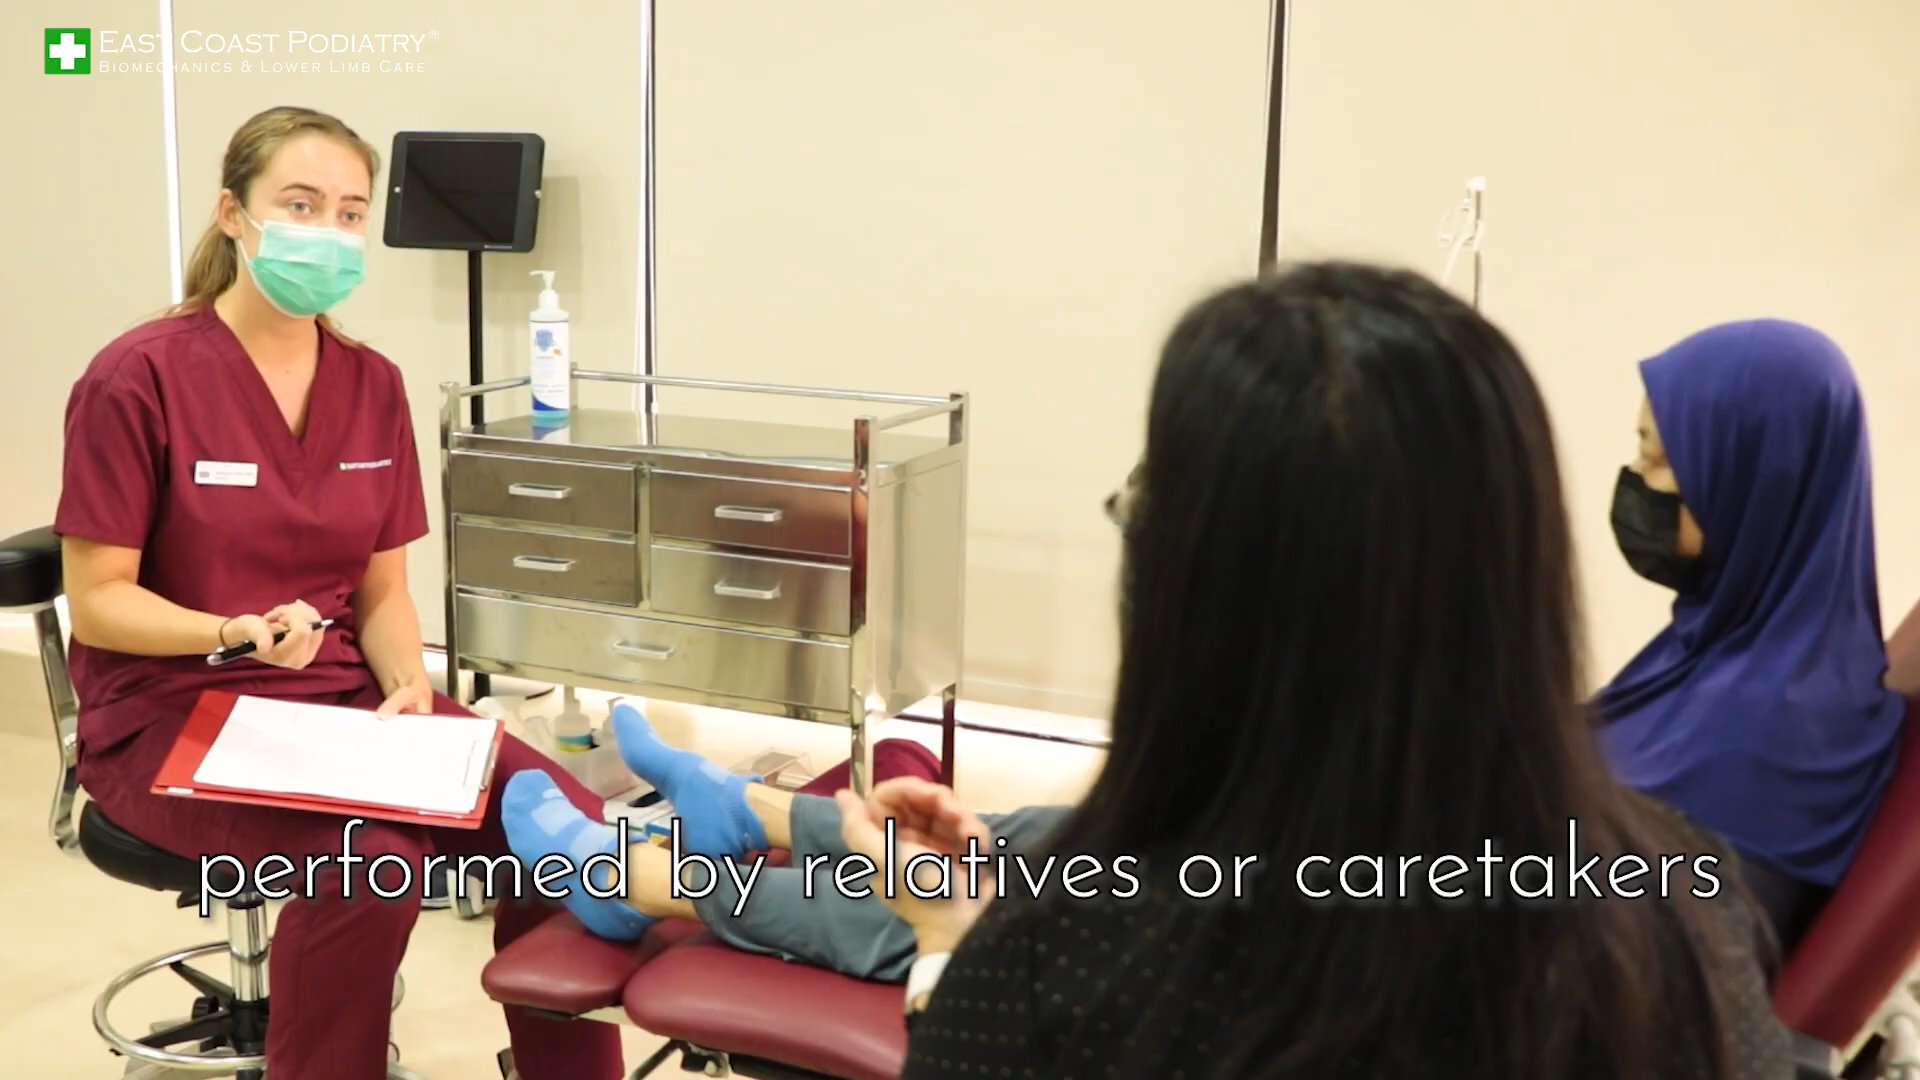 EAST COAST PODIATRY®
BIOMECHANICS & LOWER LIMB CARE
performed by relatives or caretakers